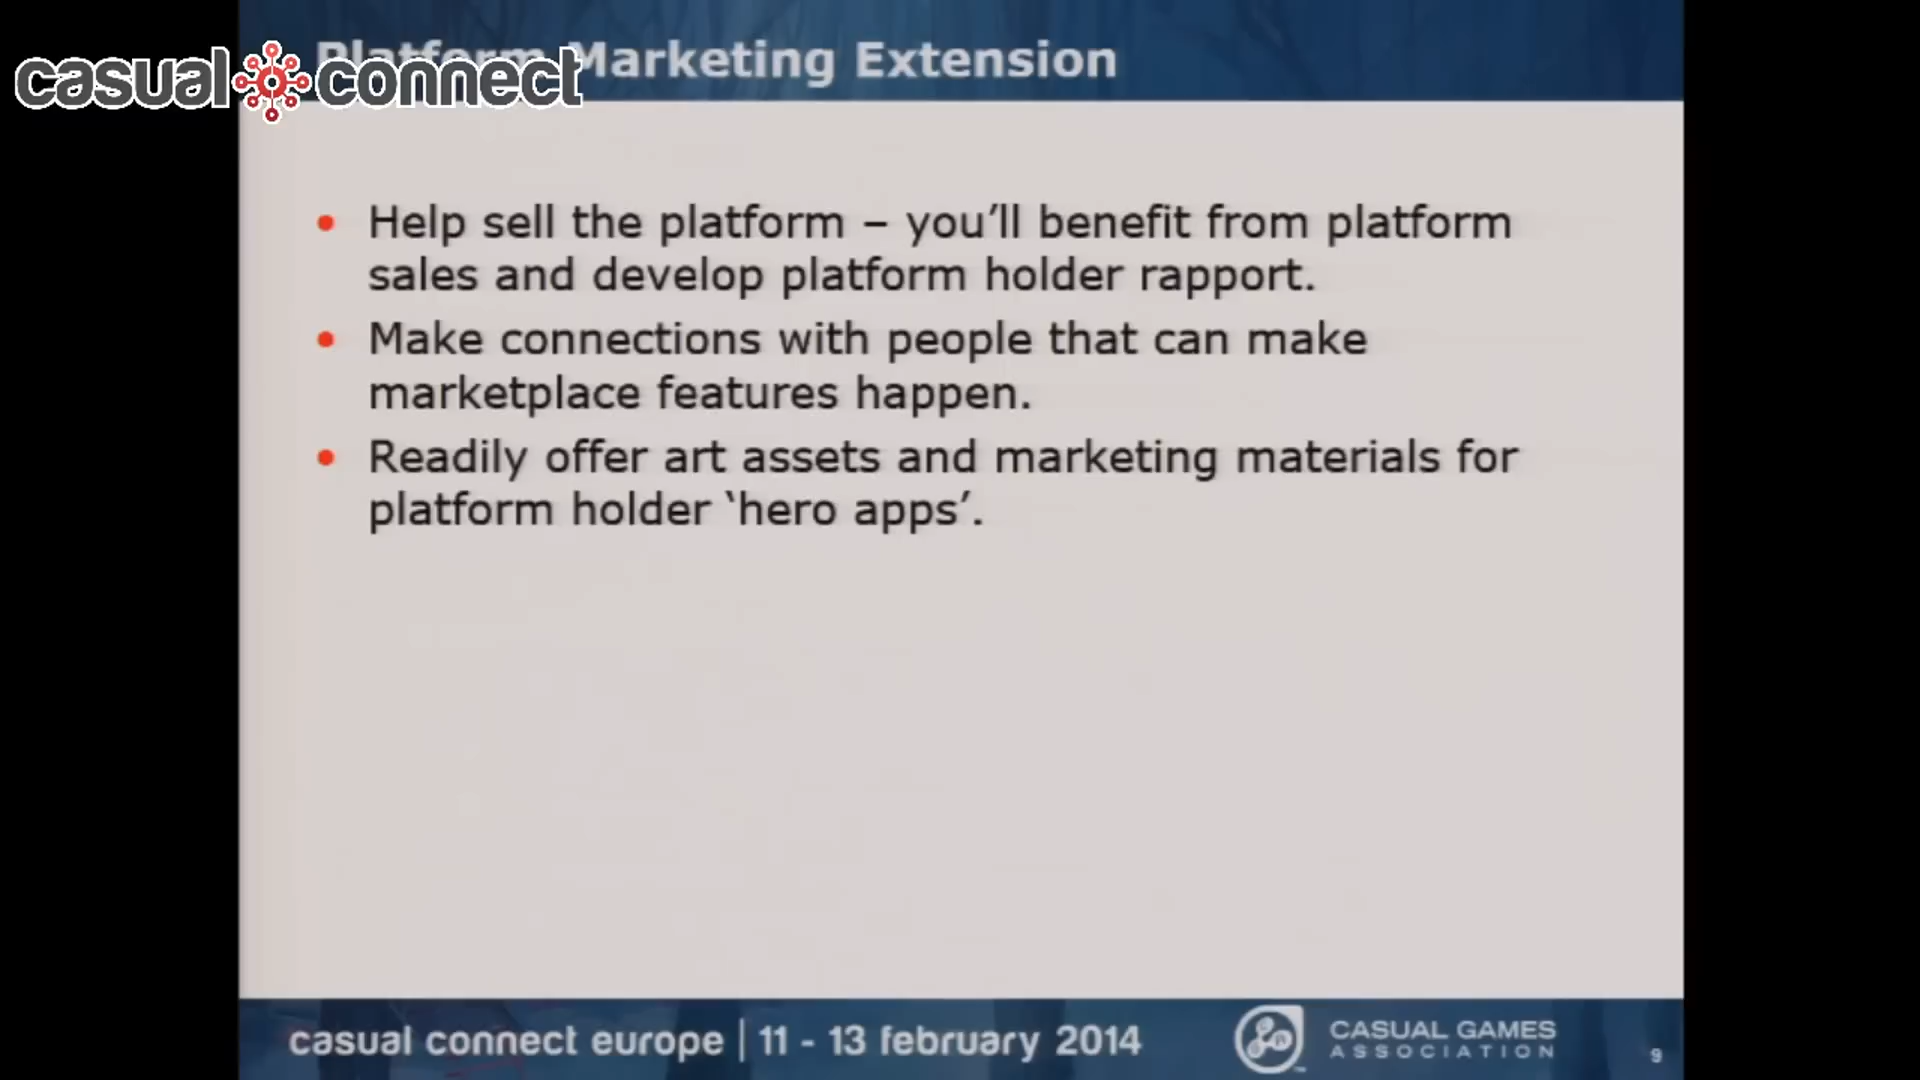 Platform Marketing Extension
casual connect
• Help sell the platform – you’ll benefit from platform
sales and develop platform holder rapport.
• Make connections with people that can make
marketplace features happen.
• Readily offer art assets and marketing materials for
platform holder ‘hero apps’.
casual connect europe | 11 - 13 february 2014
CASUAL GAMES
ASSOCIATION
9